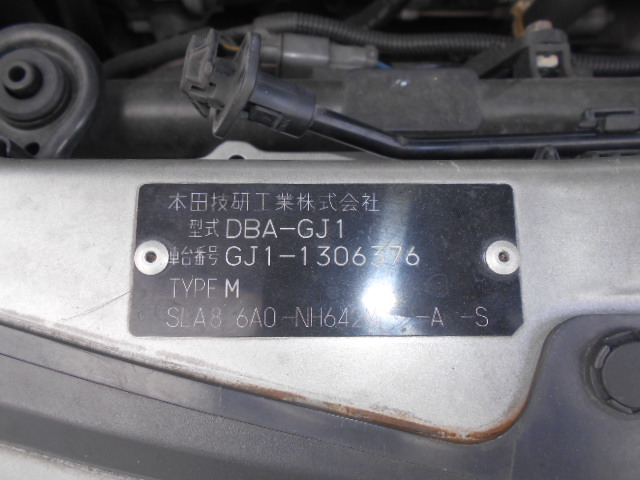 本田技研工業株式会社
型式 DBA-GJ1
車台番号 GJ1-1306376
TYPE M
SLA8 6A0-NH642M -A -S